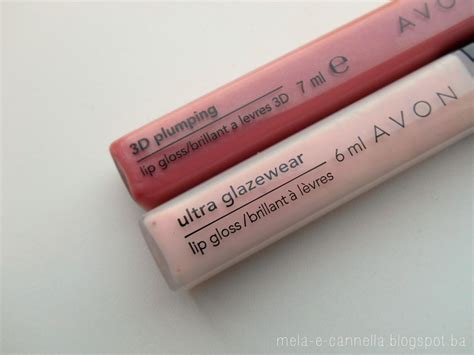 3D plumping
lip gloss/brillant a levres 3D
7 ml e
AVON
ultra glazewear
lip gloss/brillant à lèvres
6 ml
AVON
mela-e-cannella.blogspot.ba